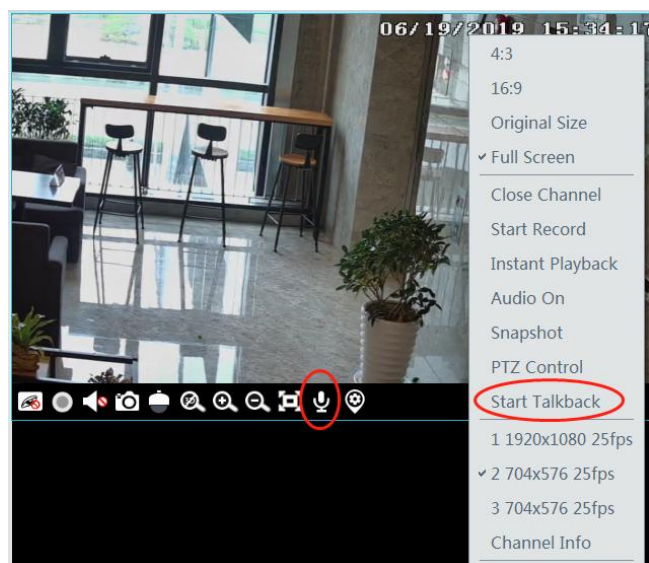 06/19/2019 15:34:17
4:3
16:9
Original Size
Full Screen
Close Channel
Start Record
Instant Playback
Audio On
Snapshot
PTZ Control
Start Talkback
1 1920x1080 25fps
2 704x576 25fps
3 704x576 25fps
Channel Info